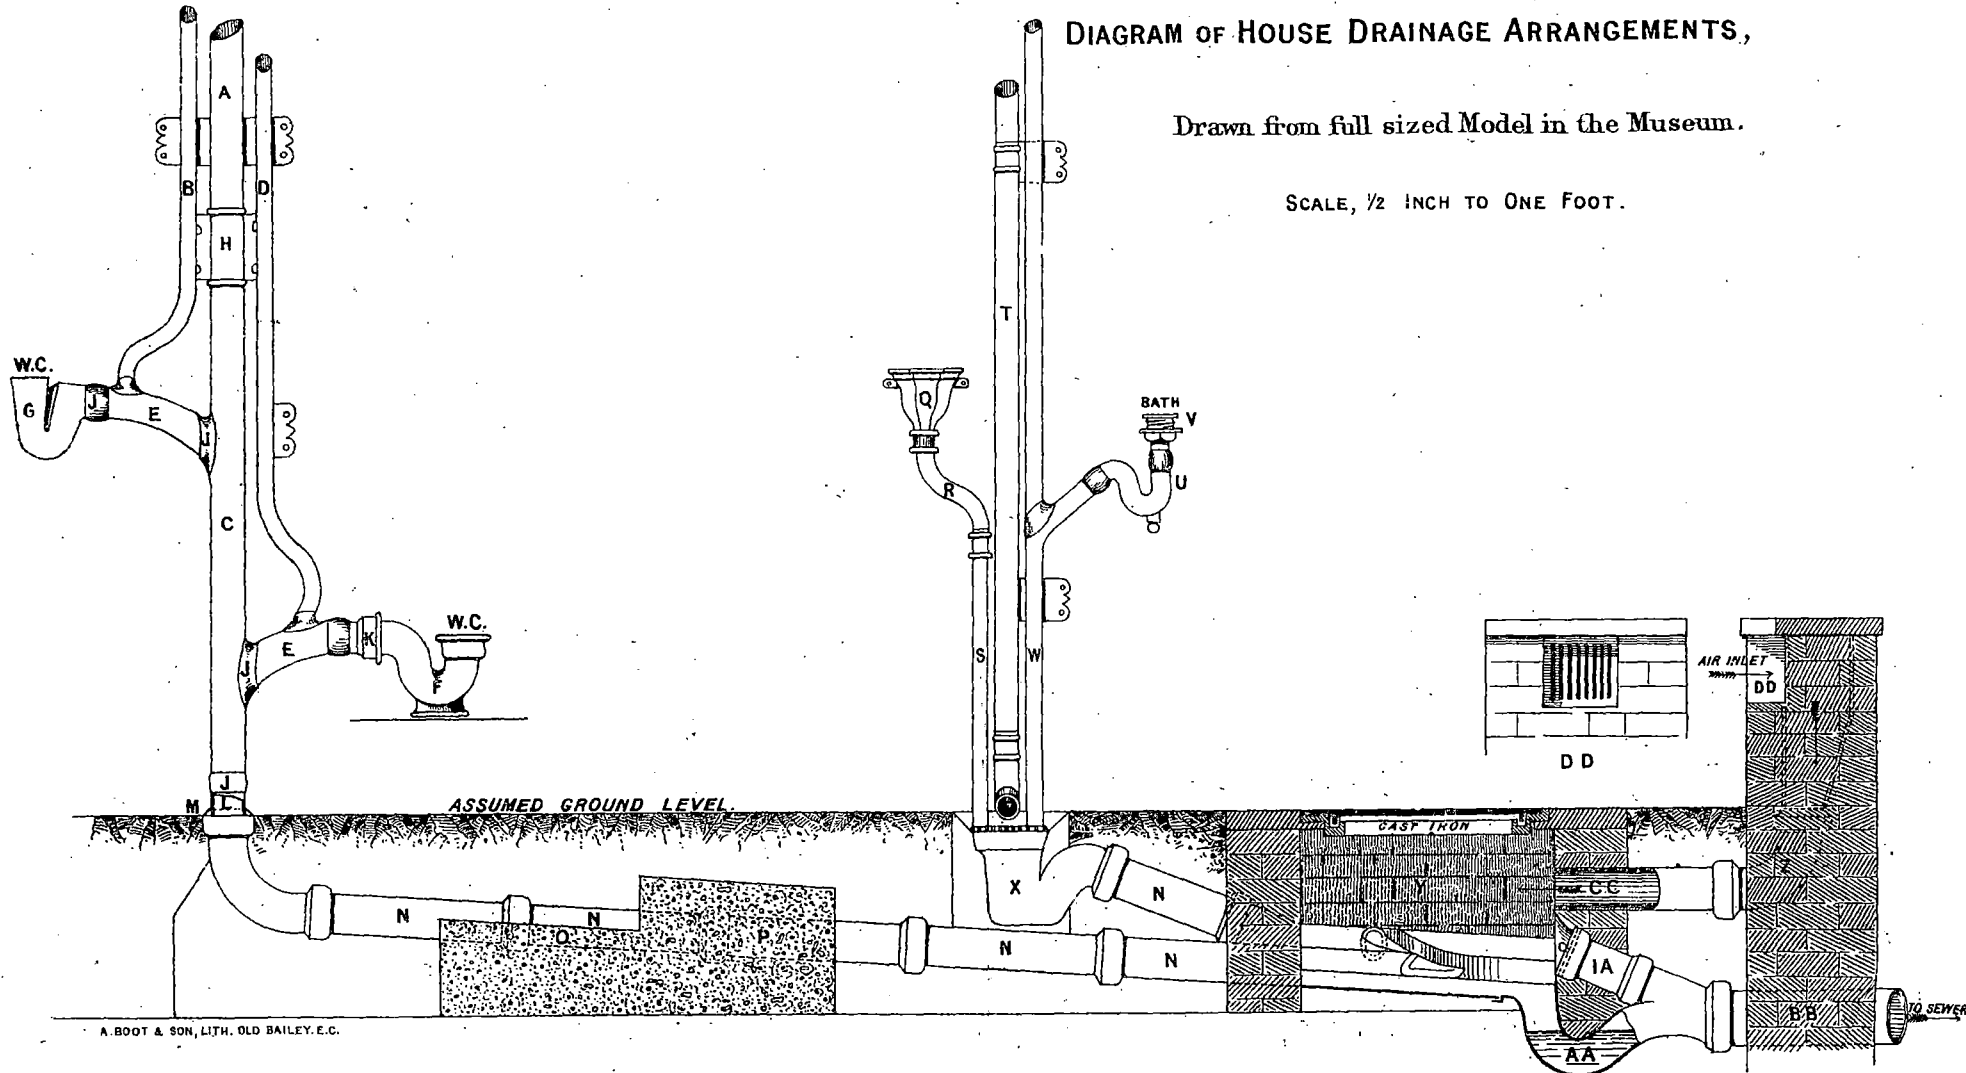 DIAGRAM OF HOUSE DRAINAGE ARRANGEMENTS,
Drawn from full sized Model in the Museum.
SCALE, 1/2 INCH TO ONE FOOT.
A
B
D
H
W.C.
G
J
E
L
C
W.C.
E
K
F
L
J
L
M
ASSUMED GROUND LEVEL.
T
Q
R
BATH
V
U
S
W
AIR INLET
DD
DD
CAST IRON
X
N
Y
CC
Z
N
N
O
P
N
N
IA
BB
TO SEWER
AA
A. BOOT & SON, LITH. OLD BAILEY. E.C.